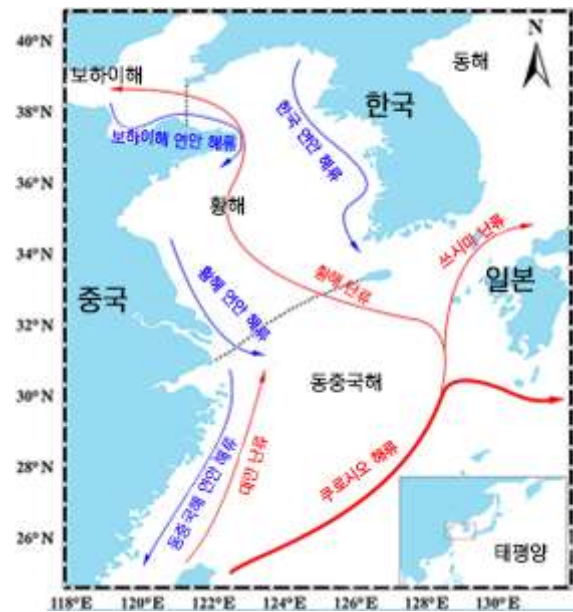 40°N
38°N
36°N
34°N
32°N
30°N
28°N
26°N
118°E
120°E
122°E
124°E
126°E
128°E
130°E
N
보하이해
동해
한국
보하이해 연안 해류
한국 연안 해류
황해
쓰시마 난류
일본
황해 난류
황해 연안 해류
중국
동중국해
동중국해 연안 해류
대만 난류
쿠로시오 해류
태평양